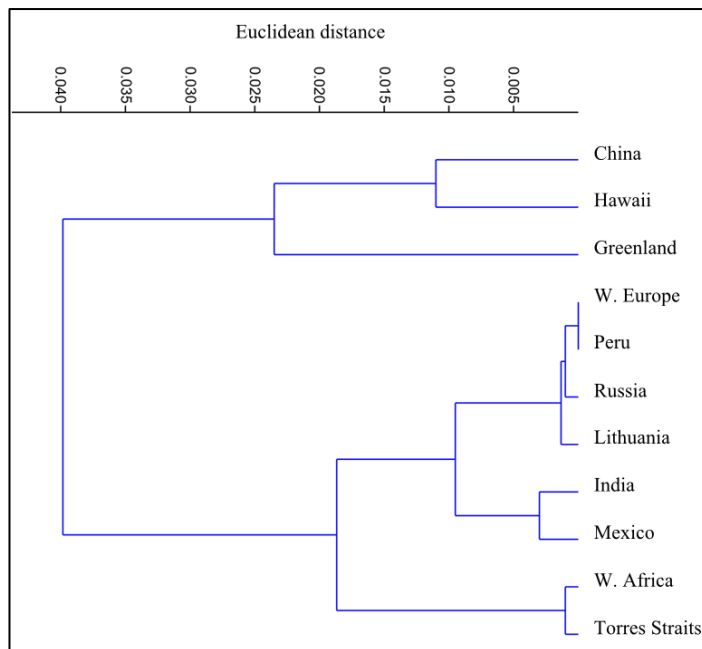 Euclidean distance
0.040
0.035
0.030
0.025
0.020
0.015
0.010
0.005
China
Hawaii
Greenland
W. Europe
Peru
Russia
Lithuania
India
Mexico
W. Africa
Torres Straits